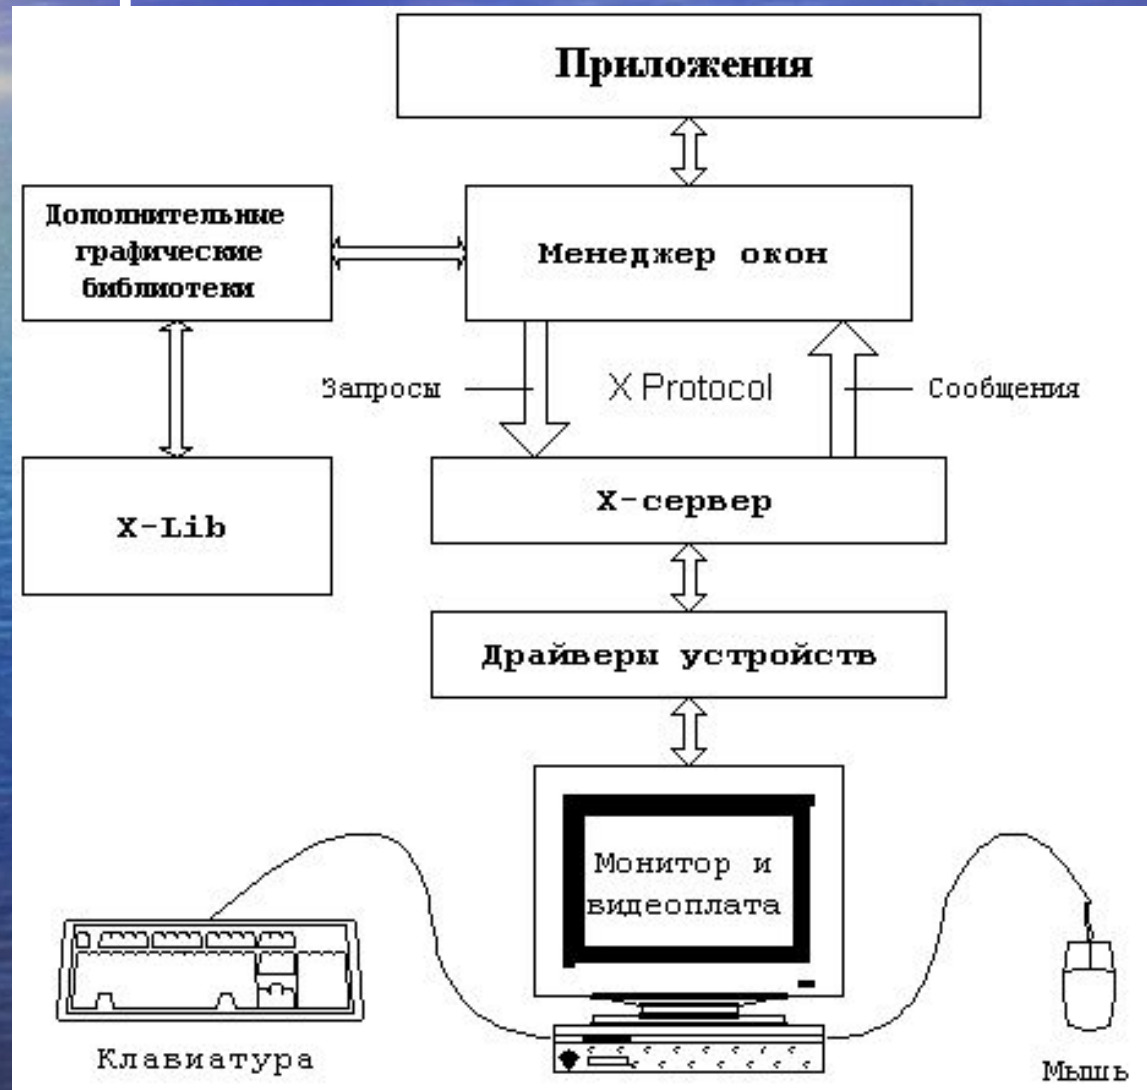 Приложения
Дополнительные
графические
библиотеки
Менеджер окон
Запросы
X Protocol
Сообщения
X-Lib
X-сервер
Драйверы устройств
Монитор и
видеоплата
Клавиатура
Мышь